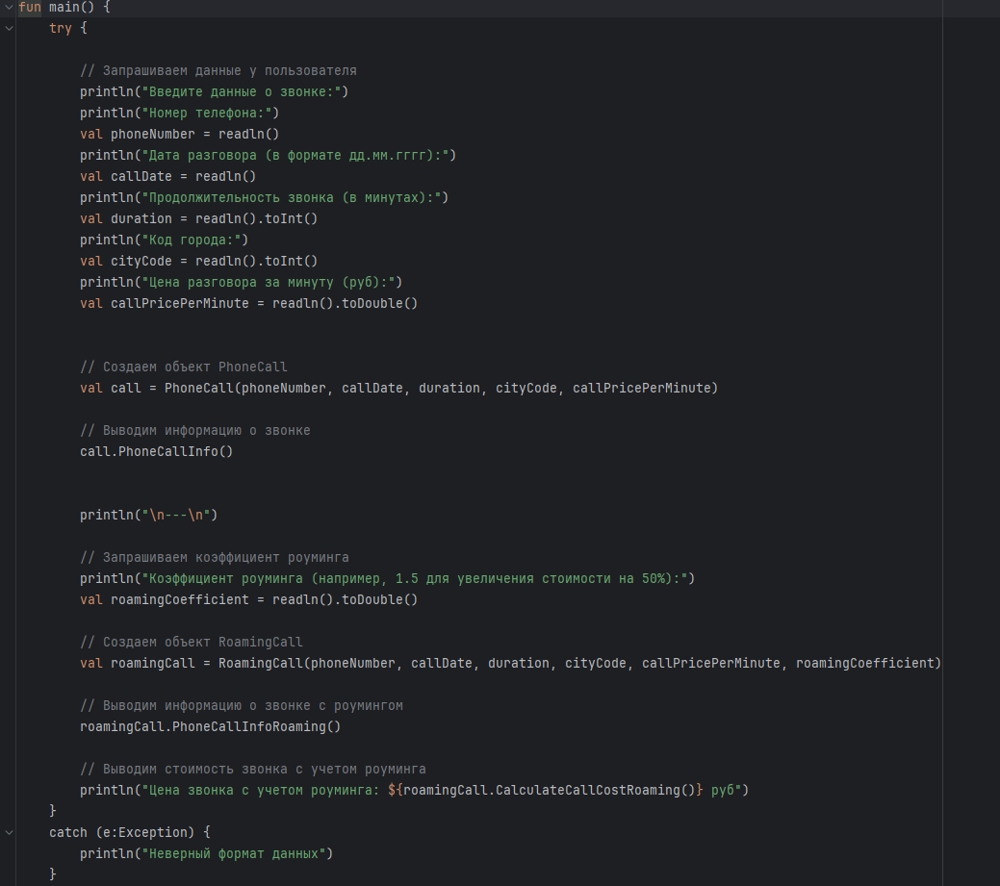 fun main() {
    try {
        // Запрашиваем данные у пользователя
        println("Введите данные о звонке:")
        println("Номер телефона:")
        val phoneNumber = readln()
        println("Дата разговора (в формате дд.мм.гггг):")
        val callDate = readln()
        println("Продолжительность звонка (в минутах):")
        val duration = readln().toInt()
        println("Код города:")
        val cityCode = readln().toInt()
        println("Цена разговора за минуту (руб):")
        val callPricePerMinute = readln().toDouble()
        // Создаем объект PhoneCall
        val call = PhoneCall(phoneNumber, callDate, duration, cityCode, callPricePerMinute)
        // Выводим информацию о звонке
        call.PhoneCallInfo()
        println("\n---\n")
        // Запрашиваем коэффициент роуминга
        println("Коэффициент роуминга (например, 1.5 для увеличения стоимости на 50%):")
        val roamingCoefficient = readln().toDouble()
        // Создаем объект RoamingCall
        val roamingCall = RoamingCall(phoneNumber, callDate, duration, cityCode, callPricePerMinute, roamingCoefficient)
        // Выводим информацию о звонке с роумингом
        roamingCall.PhoneCallInfoRoaming()
        // Выводим стоимость звонка с учетом роуминга
        println("Цена звонка с учетом роуминга: ${roamingCall.CalculateCallCostRoaming()} руб")
    }
    catch (e:Exception) {
        println("Неверный формат данных")
    }